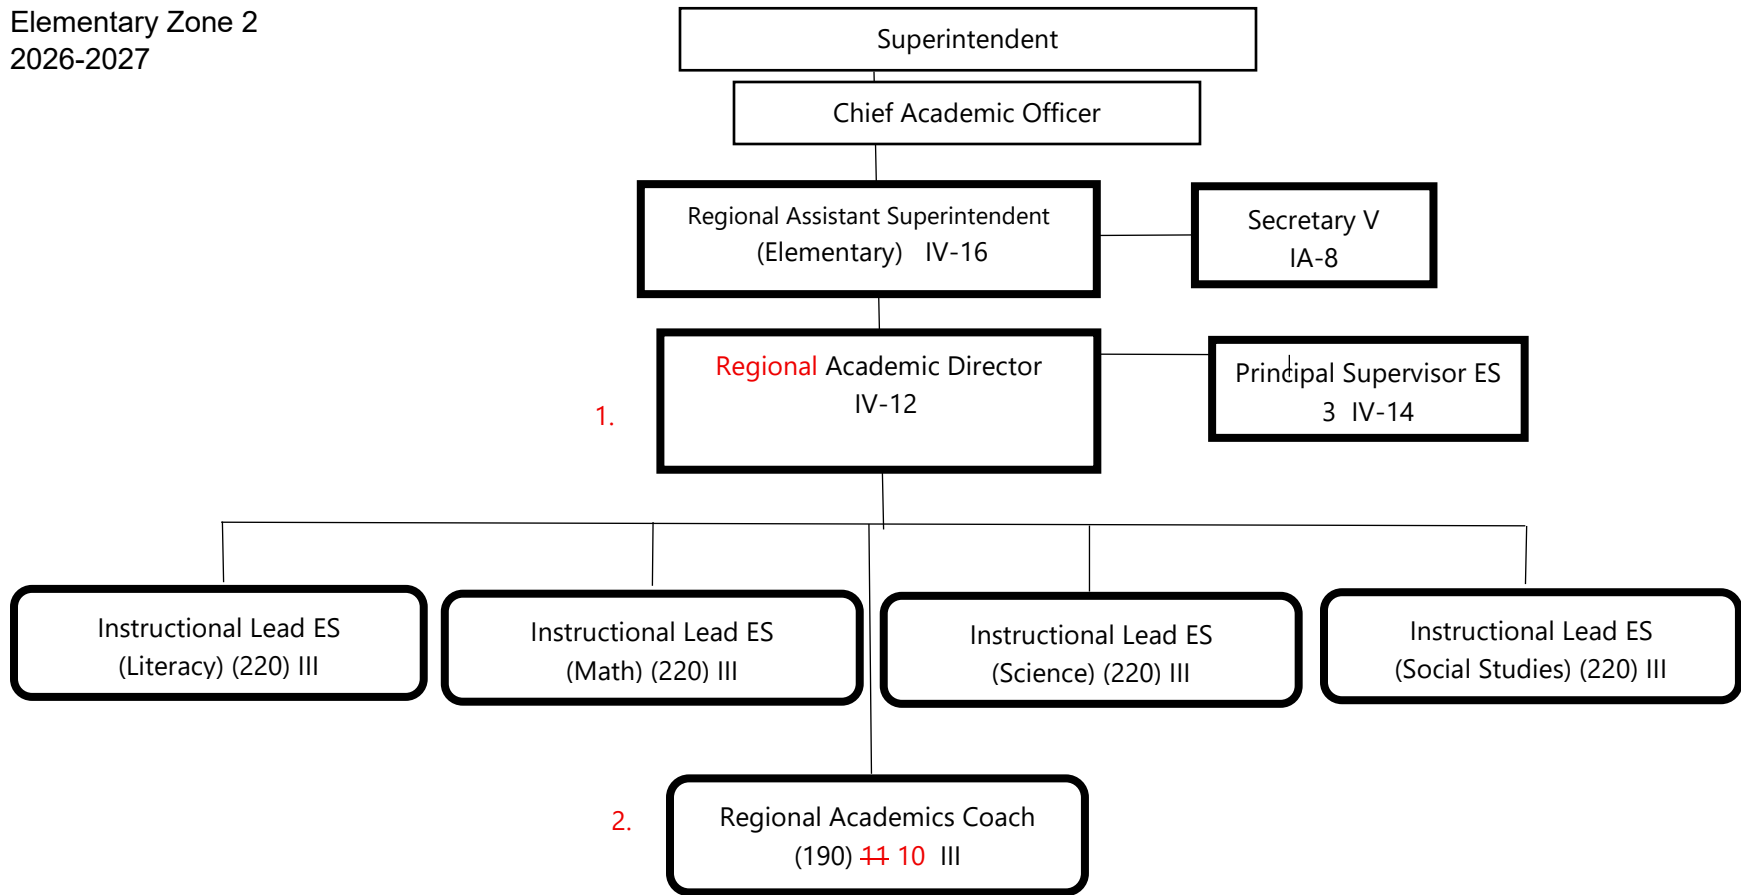 Elementary Zone 2
2026-2027
Superintendent
Chief Academic Officer
Regional Assistant Superintendent
(Elementary) IV-16
Secretary V
IA-8
Regional Academic Director
IV-12
Principal Supervisor ES
3 IV-14
1.
Instructional Lead ES
(Literacy) (220) III
Instructional Lead ES
(Math) (220) III
Instructional Lead ES
(Science) (220) III
Instructional Lead ES
(Social Studies) (220) III
2.
Regional Academics Coach
(190) 11 10 III